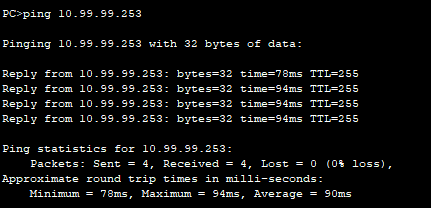 PC>ping 10.99.99.253
Pinging 10.99.99.253 with 32 bytes of data:
Reply from 10.99.99.253: bytes=32 time=78ms TTL=255
Reply from 10.99.99.253: bytes=32 time=94ms TTL=255
Reply from 10.99.99.253: bytes=32 time=94ms TTL=255
Reply from 10.99.99.253: bytes=32 time=94ms TTL=255
Ping statistics for 10.99.99.253:
Packets: Sent = 4, Received = 4, Lost = 0 (0% loss),
Approximate round trip times in milli-seconds:
Minimum = 78ms, Maximum = 94ms, Average = 90ms